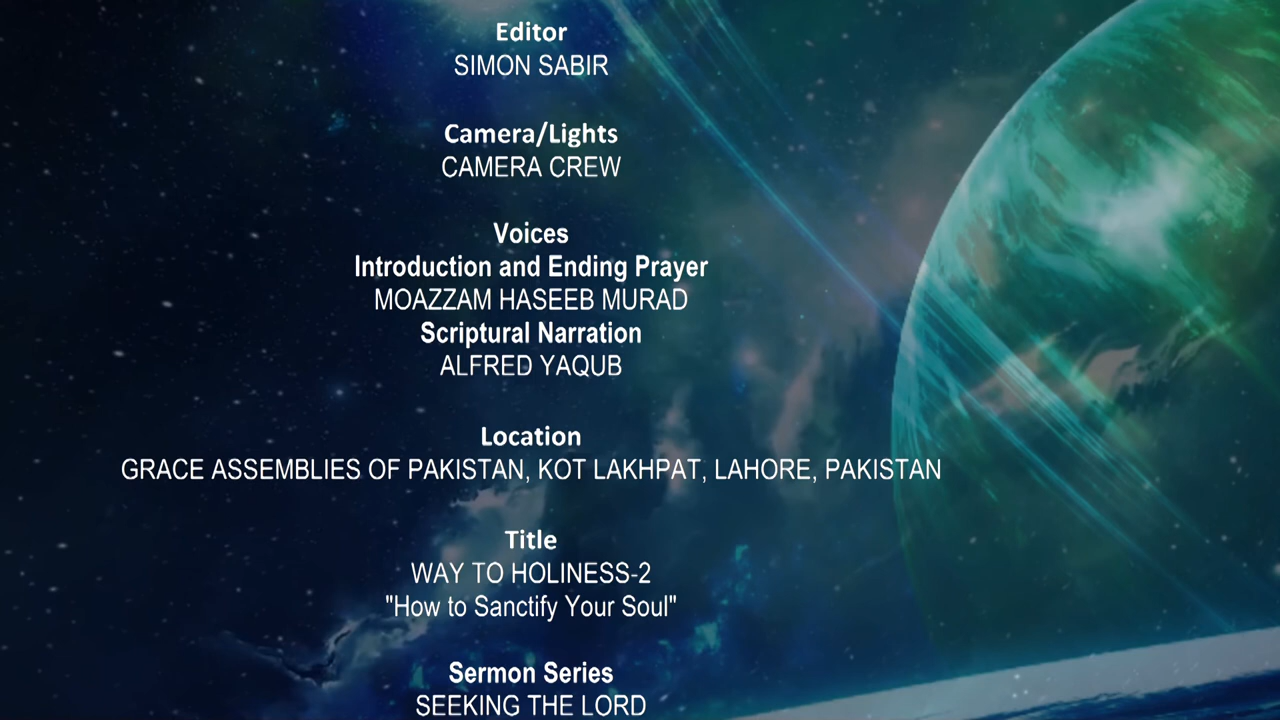 Editor
SIMON SABIR
Camera/Lights
CAMERA CREW
Voices
Introduction and Ending Prayer
MOAZZAM HASEEB MURAD
Scriptural Narration
ALFRED YAQUB
Location
GRACE ASSEMBLIES OF PAKISTAN, KOT LAKHPAT, LAHORE, PAKISTAN
Title
WAY TO HOLINESS-2
"How to Sanctify Your Soul"
Sermon Series
SEEKING THE LORD